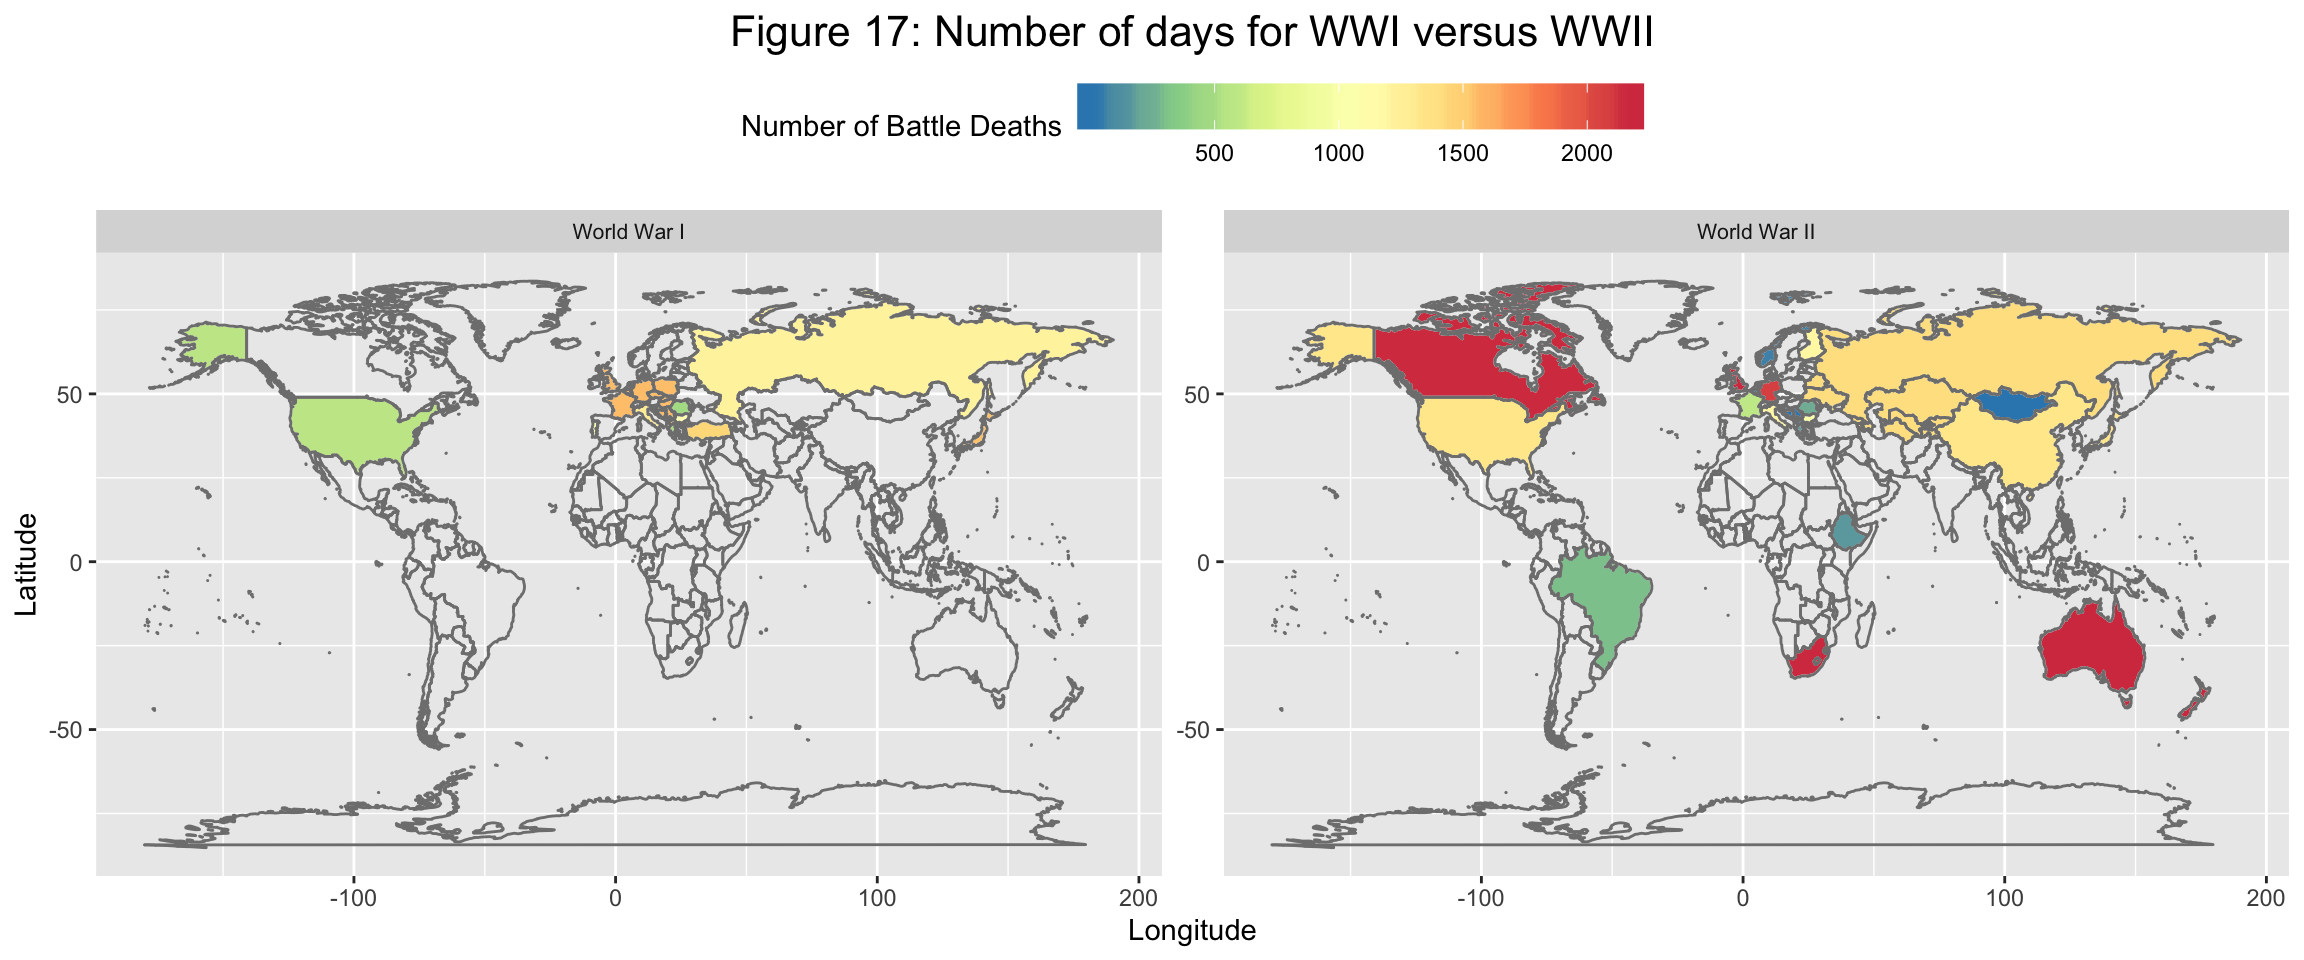 Figure 17: Number of days for WWI versus WWII
Number of Battle Deaths
500 1000 1500 2000
World War I World War II
Latitude
50 50
0 0
-50 -50
-100 0 100 200 -100 0 100 200
Longitude